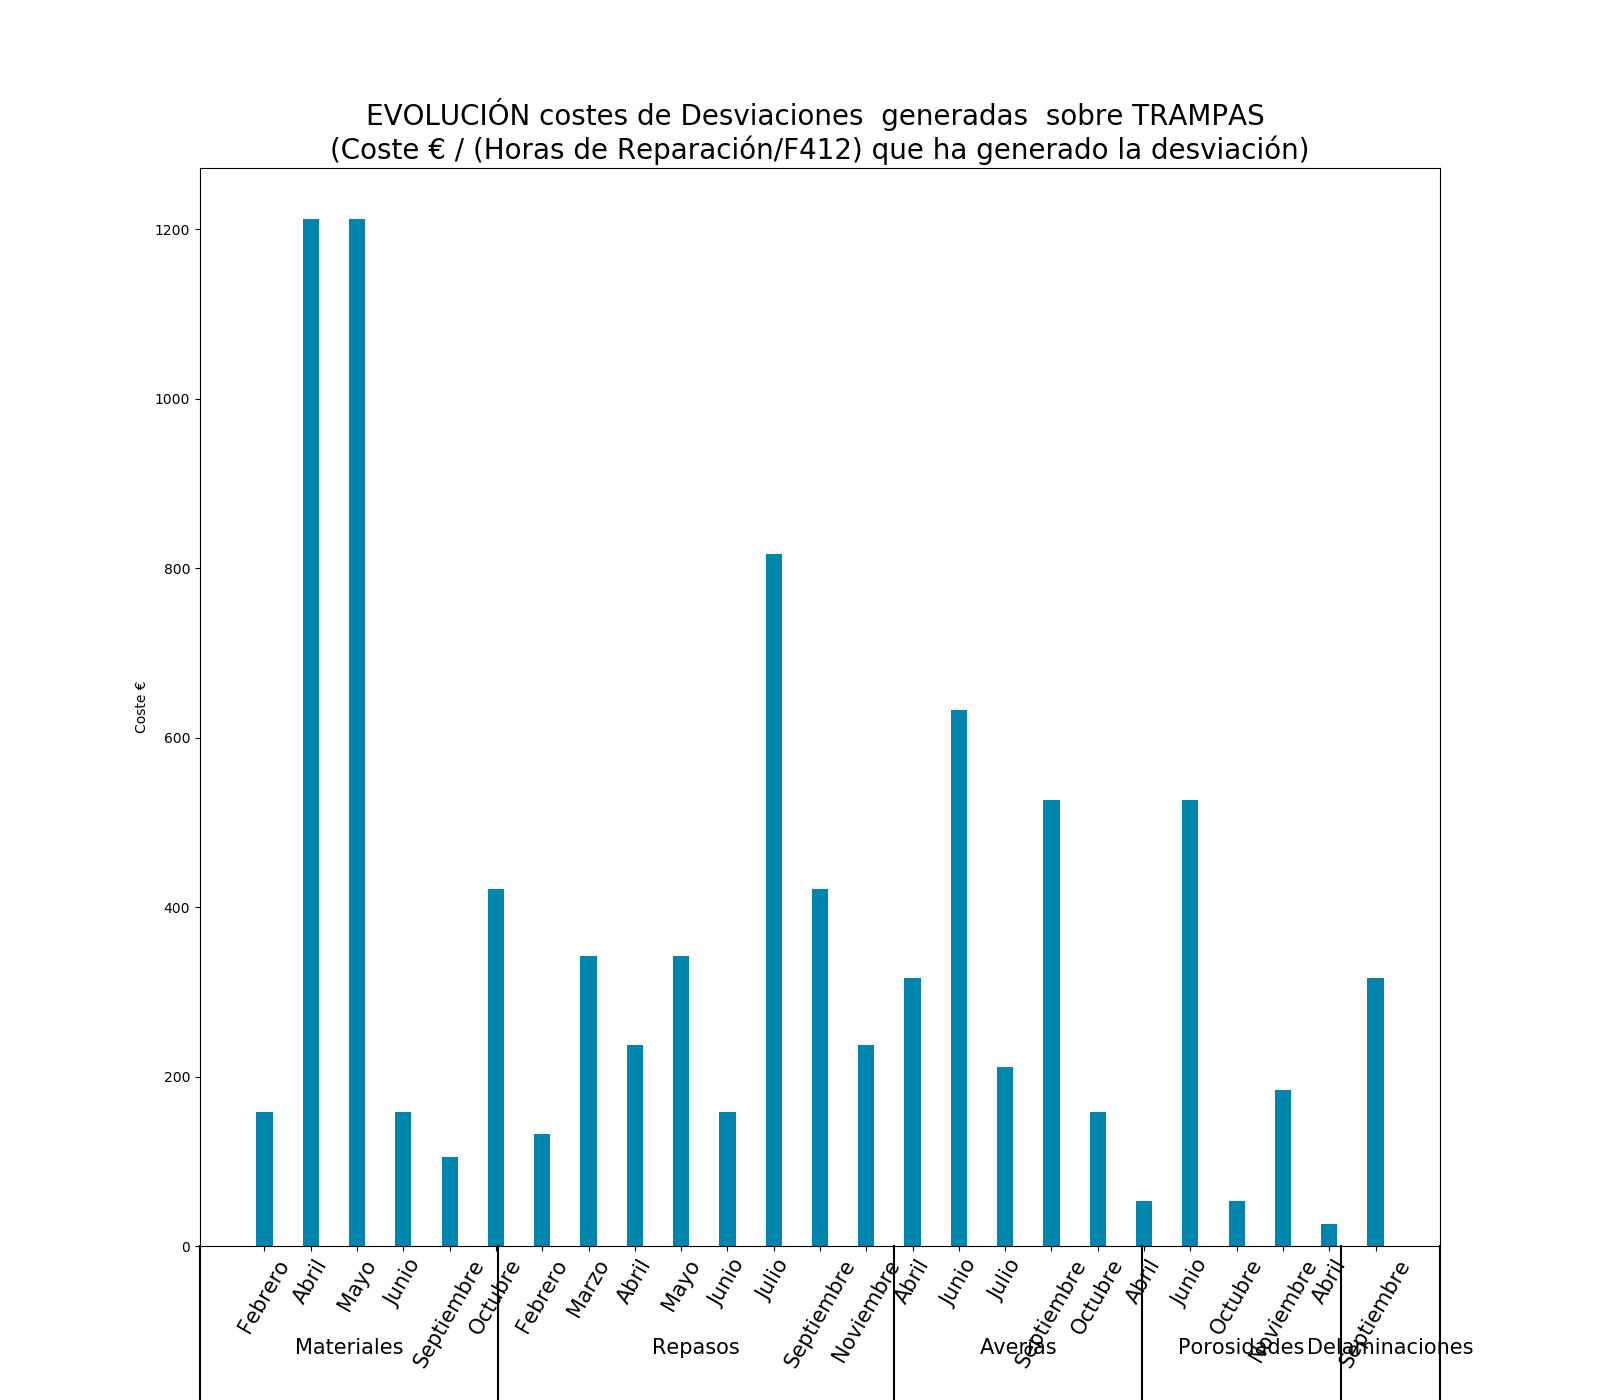 EVOLUCIÓN costes de Desviaciones generadas sobre TRAMPAS
(Coste € / (Horas de Reparación/F412) que ha generado la desviación)
1200
1000
800
600
400
200
0
Coste €
Febrero
Abril
Mayo
Junio
Septiembre
Octubre
Febrero
Marzo
Abril
Mayo
Junio
Julio
Septiembre
Noviembre
Abril
Junio
Julio
Septiembre
Octubre
Abril
Junio
Octubre
Noviembre
Abril
Septiembre
Materiales
Repasos
Averías
Porosidades
Delaminaciones